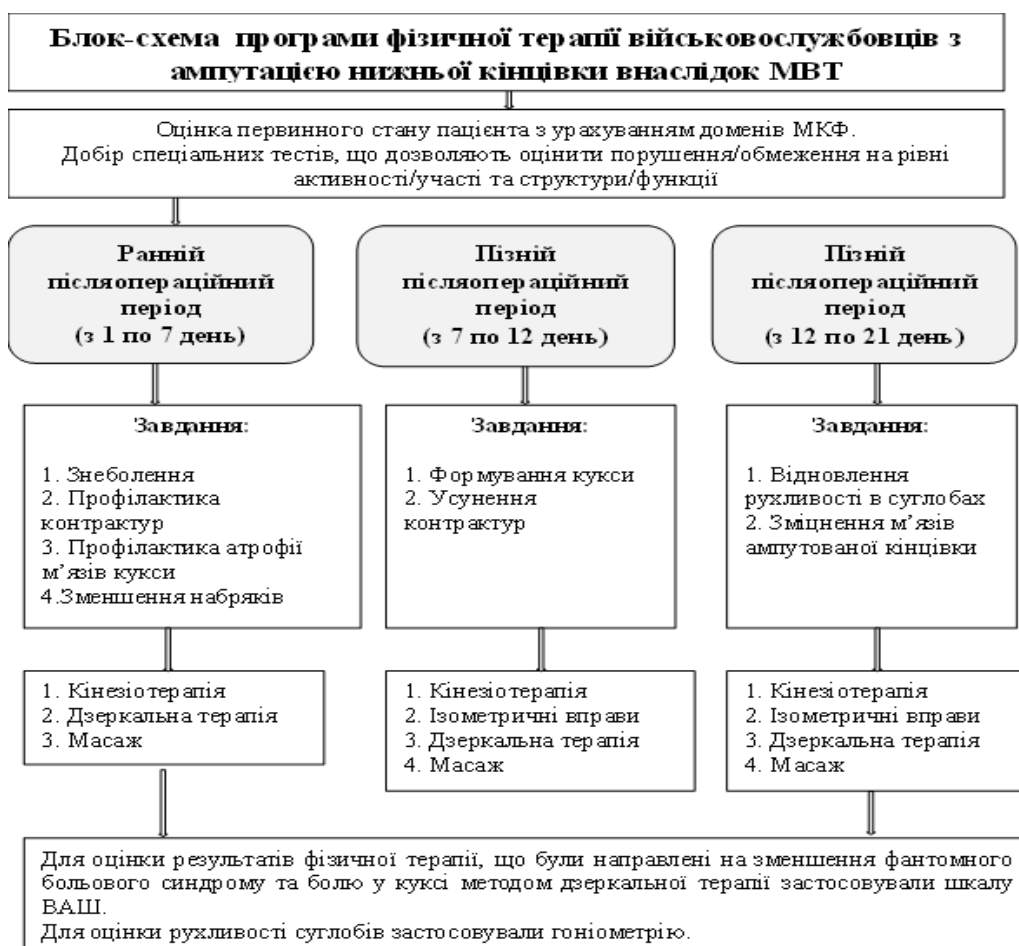 Блок-схема програми фізичної терапії військовослужбовців з
ампутацією нижньої кінцівки внаслідок МВТ
Оцінка первинного стану пацієнта з урахуванням доменів МКФ.
Добір спеціальних тестів, що дозволяють оцінити порушення/обмеження на рівні
активності/участі та структури/функції
Ранній
післяопераційний
період
(з 1 по 7 день)
Пізній
післяопераційний
період
(з 7 по 12 день)
Пізній
післяопераційний
період
(з 12 по 21 день)
Завдання:
1. Знеболення
2. Профілактика
контрактур
3. Профілактика атрофії
м’язів кукси
4.Зменшення набряків
Завдання:
1. Формування кукси
2. Усунення
контрактур
Завдання:
1. Відновлення
рухливості в суглобах
2. Зміцнення м’язів
ампутованої кінцівки
1. Кінезіотерапія
2. Дзеркальна терапія
3. Масаж
1. Кінезіотерапія
2. Ізометричні вправи
3. Дзеркальна терапія
4. Масаж
1. Кінезіотерапія
2. Ізометричні вправи
3. Дзеркальна терапія
4. Масаж
Для оцінки результатів фізичної терапії, що були направлені на зменшення фантомного
больового синдрому та болю у куксі методом дзеркальної терапії застосовували шкалу
ВАШ.
Для оцінки рухливості суглобів застосовували гоніометрію.